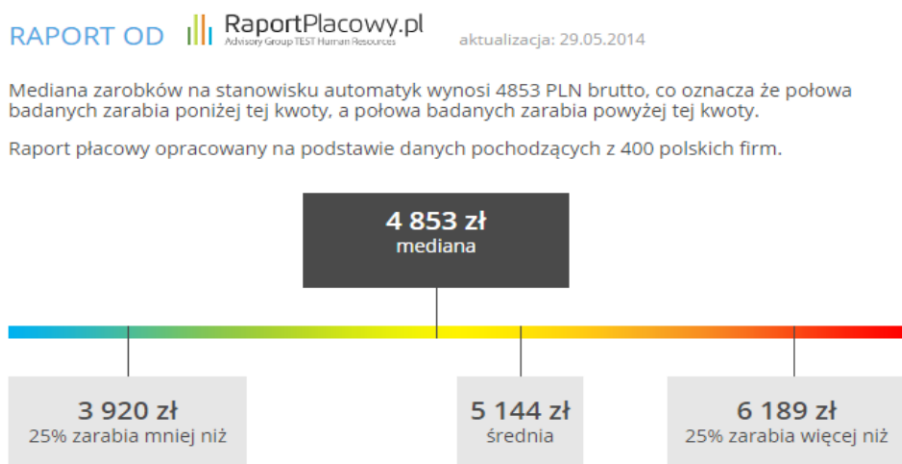 RAPORT OD RaportPlacowy.pl aktualizacja: 29.05.2014
Advisory Group TEST Human Resources
Mediana zarobków na stanowisku automatyk wynosi 4853 PLN brutto, co oznacza że połowa
badanych zarabia poniżej tej kwoty, a połowa badanych zarabia powyżej tej kwoty.
Raport płacowy opracowany na podstawie danych pochodzących z 400 polskich firm.
4 853 zł
mediana
3 920 zł
25% zarabia mniej niż
5 144 zł
średnia
6 189 zł
25% zarabia więcej niż